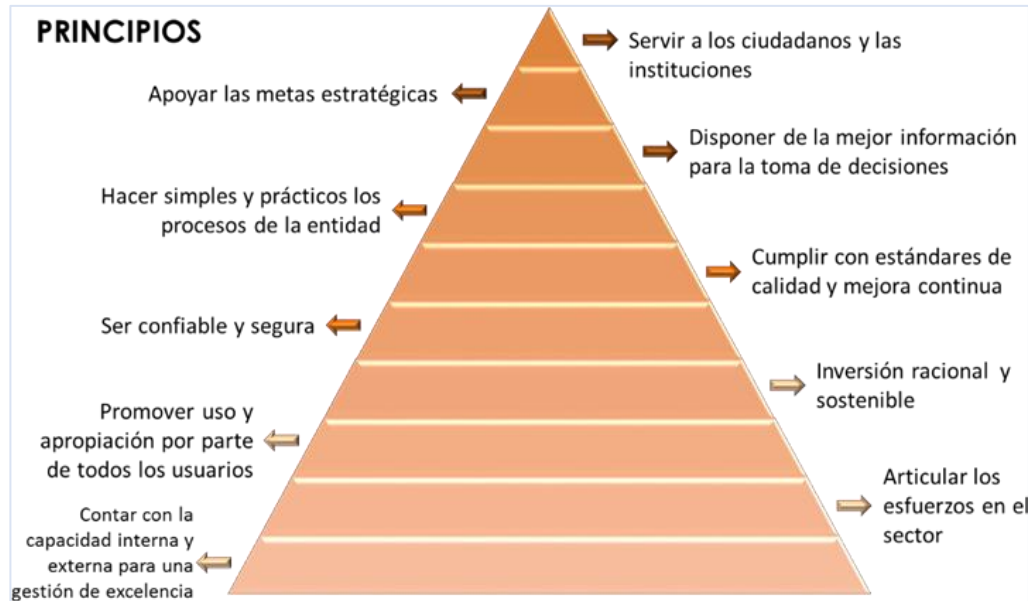 PRINCIPIOS
Servir a los ciudadanos y las
instituciones
Apoyar las metas estratégicas
Disponer de la mejor información
para la toma de decisiones
Hacer simples y prácticos los
procesos de la entidad
Cumplir con estándares de
calidad y mejora continua
Ser confiable y segura
Inversión racional y
sostenible
Promover uso y
apropiación por parte
de todos los usuarios
Articular los
esfuerzos en el
sector
Contar con la
capacidad interna y
externa para una
gestión de excelencia